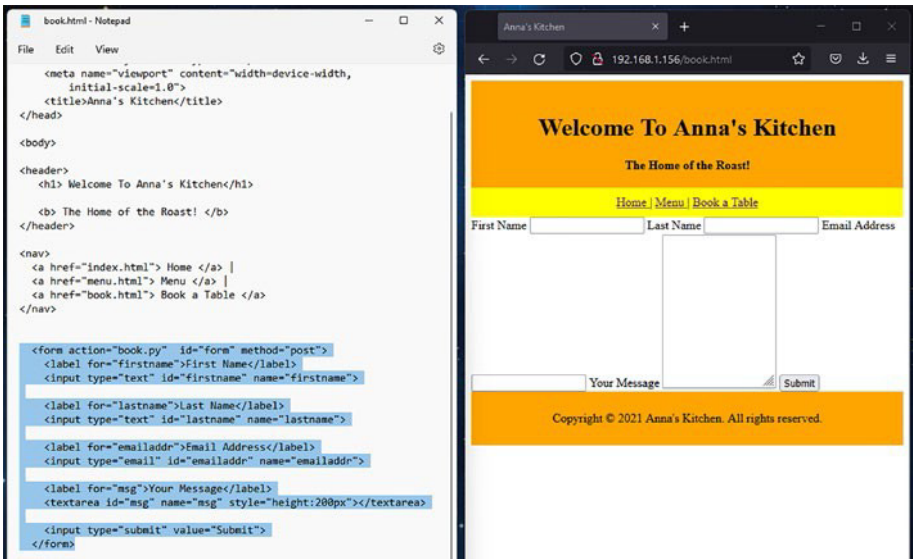 book.html - Notepad
File Edit View
<meta name="viewport" content="width=device-width,
initial-scale=1.0">
<title>Anna's Kitchen</title>
</head>
<body>
<header>
<h1> Welcome To Anna's Kitchen</h1>
<b> The Home of the Roast! </b>
</header>
<nav>
<a href="index.html"> Home </a> |
<a href="menu.html"> Menu </a> |
<a href="book.html"> Book a Table </a>
</nav>
<form action="book.py" id="form" method="post">
<label for="firstname">First Name</label>
<input type="text" id="firstname" name="firstname">
<label for="lastname">Last Name</label>
<input type="text" id="lastname" name="lastname">
<label for="emailaddr">Email Address</label>
<input type="email" id="emailaddr" name="emailaddr">
<label for="msg">Your Message</label>
<textarea id="msg" name="msg" style="height:200px"></textarea>
<input type="submit" value="Submit">
</form>
Anna's Kitchen
192.168.1.156/book.html
Welcome To Anna's Kitchen
The Home of the Roast!
Home | Menu | Book a Table
First Name Last Name Email Address
Your Message Submit
Copyright © 2021 Anna's Kitchen. All rights reserved.